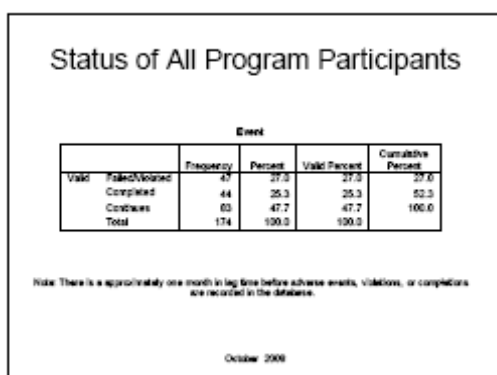 Status of All Program Participants
Event
Frequency Percent Valid Percent Cumulative Percent
Valid Failed/Violated 47 27.0 27.0 27.0
Completed 44 25.3 25.3 52.3
Continues 83 47.7 47.7 100.0
Total 174 100.0 100.0
Note: There is a approximately one month in lag time before adverse events, violations, or completions
are recorded in the database.
October